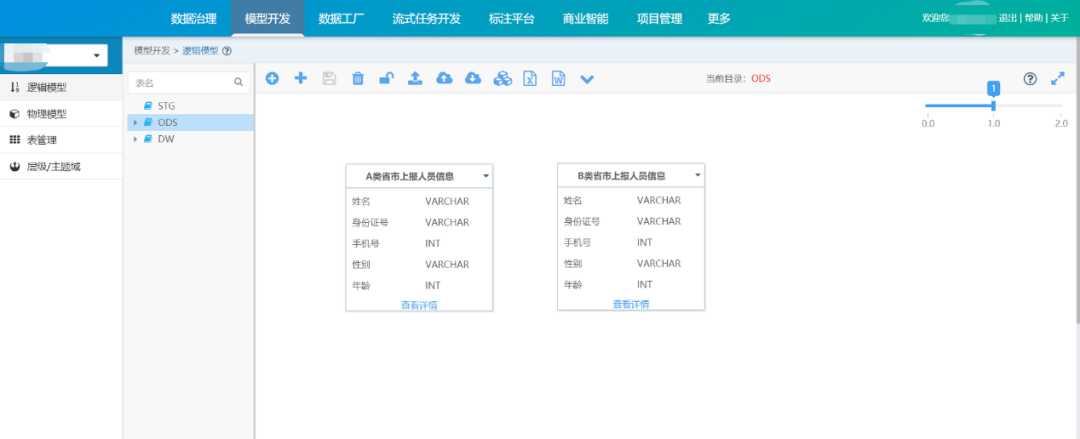 数据治理 模型开发 数据工厂 流式任务开发 标注平台 商业智能 项目管理 更多
欢迎您 退出 | 帮助 | 关于
模型开发 > 逻辑模型
逻辑模型
物理模型
表管理
层级/主题域
表名
STG
ODS
DW
当前目录: ODS
1
0.0 1.0 2.0
A类省市上报人员信息
姓名 VARCHAR
身份证号 VARCHAR
手机号 INT
性别 VARCHAR
年龄 INT
查看详情
B类省市上报人员信息
姓名 VARCHAR
身份证号 VARCHAR
手机号 INT
性别 VARCHAR
年龄 INT
查看详情